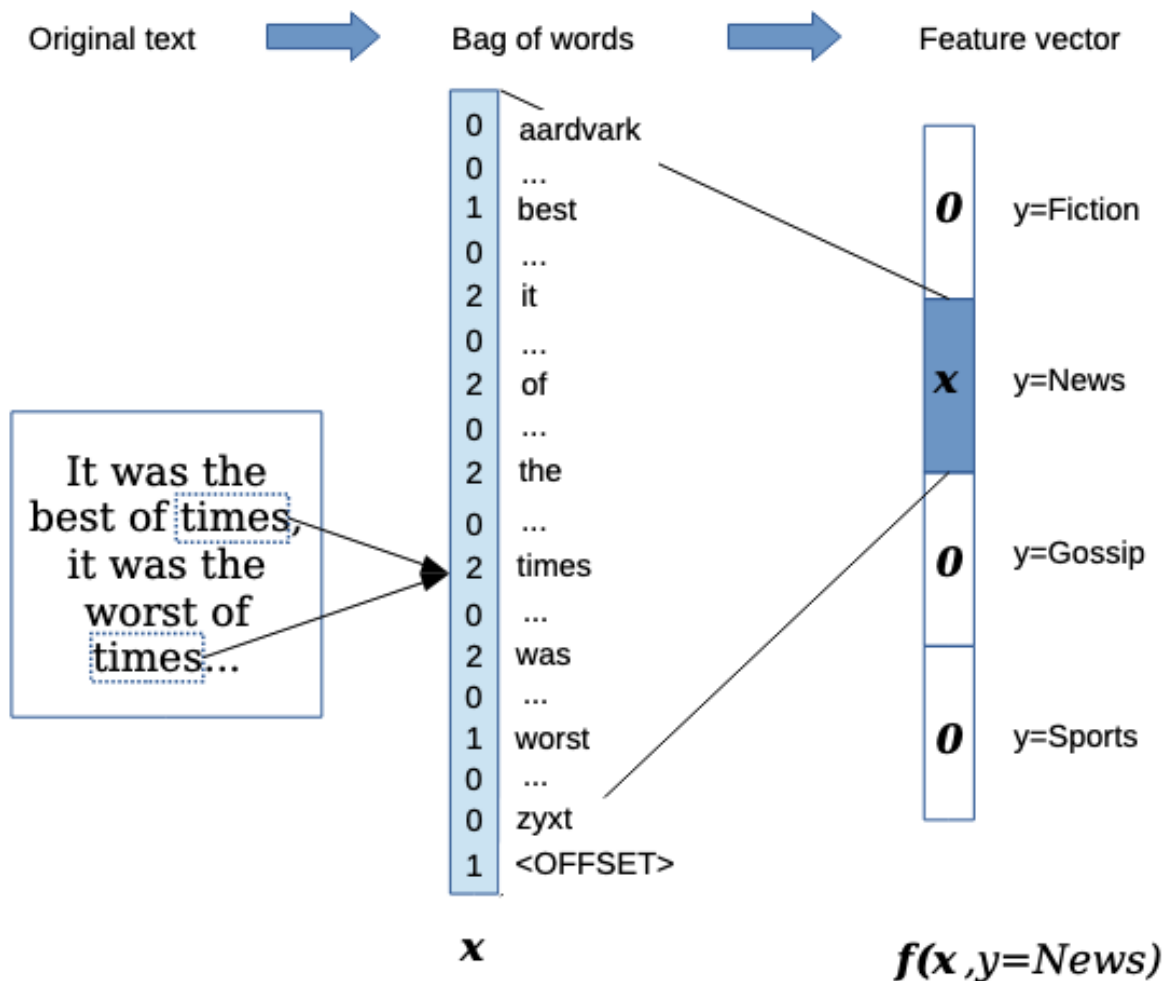 Original text
Bag of words
Feature vector
It was the
best of times,
it was the
worst of
times...
0 aardvark
0 ...
1 best
0 ...
2 it
0 ...
2 of
0 ...
2 the
0 ...
2 times
0 ...
2 was
0 ...
1 worst
0 ...
0 zyxt
1 <OFFSET>
x
0 y=Fiction
x y=News
0 y=Gossip
0 y=Sports
f(x ,y=News)